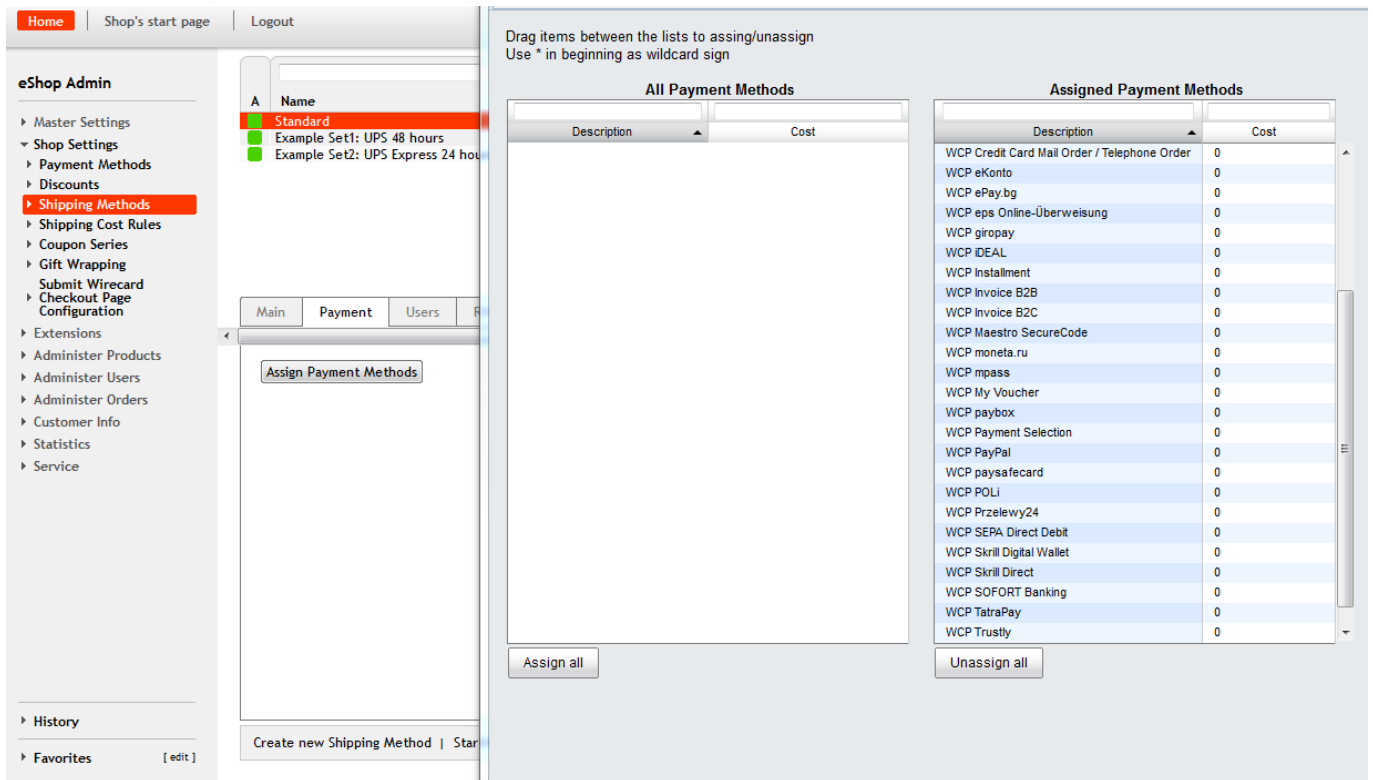 Home
Shop's start page
Logout
eShop Admin
Master Settings
Shop Settings
Payment Methods
Discounts
Shipping Methods
Shipping Cost Rules
Coupon Series
Gift Wrapping
Submit Wirecard
Checkout Page
Configuration
Extensions
Administer Products
Administer Users
Administer Orders
Customer Info
Statistics
Service
History
Favorites [ edit ]
A Name
Standard
Example Set1: UPS 48 hours
Example Set2: UPS Express 24 hou
Main Payment Users R
Assign Payment Methods
Create new Shipping Method | Star
Drag items between the lists to assing/unassign
Use * in beginning as wildcard sign
All Payment Methods
Description Cost
Assign all
Assigned Payment Methods
Description Cost
WCP Credit Card Mail Order / Telephone Order 0
WCP eKonto 0
WCP ePay.bg 0
WCP eps Online-Überweisung 0
WCP giropay 0
WCP iDEAL 0
WCP Installment 0
WCP Invoice B2B 0
WCP Invoice B2C 0
WCP Maestro SecureCode 0
WCP moneta.ru 0
WCP mpass 0
WCP My Voucher 0
WCP paybox 0
WCP Payment Selection 0
WCP PayPal 0
WCP paysafecard 0
WCP POLi 0
WCP Przelewy24 0
WCP SEPA Direct Debit 0
WCP Skrill Digital Wallet 0
WCP Skrill Direct 0
WCP SOFORT Banking 0
WCP TatraPay 0
WCP Trustly 0
Unassign all